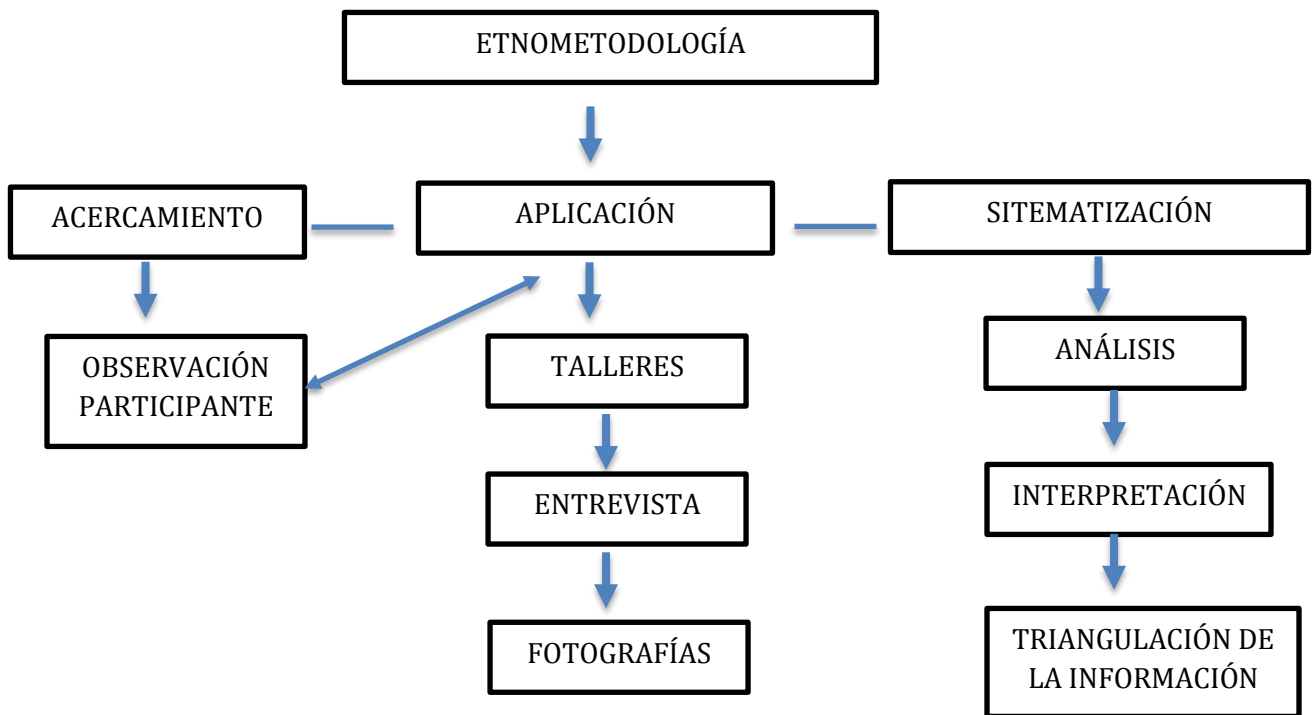 ETNOMETODOLOGÍA
ACERCAMIENTO
APLICACIÓN
SITEMATIZACIÓN
OBSERVACIÓN
PARTICIPANTE
TALLERES
ANÁLISIS
ENTREVISTA
INTERPRETACIÓN
FOTOGRAFÍAS
TRIANGULACIÓN DE
LA INFORMACIÓN